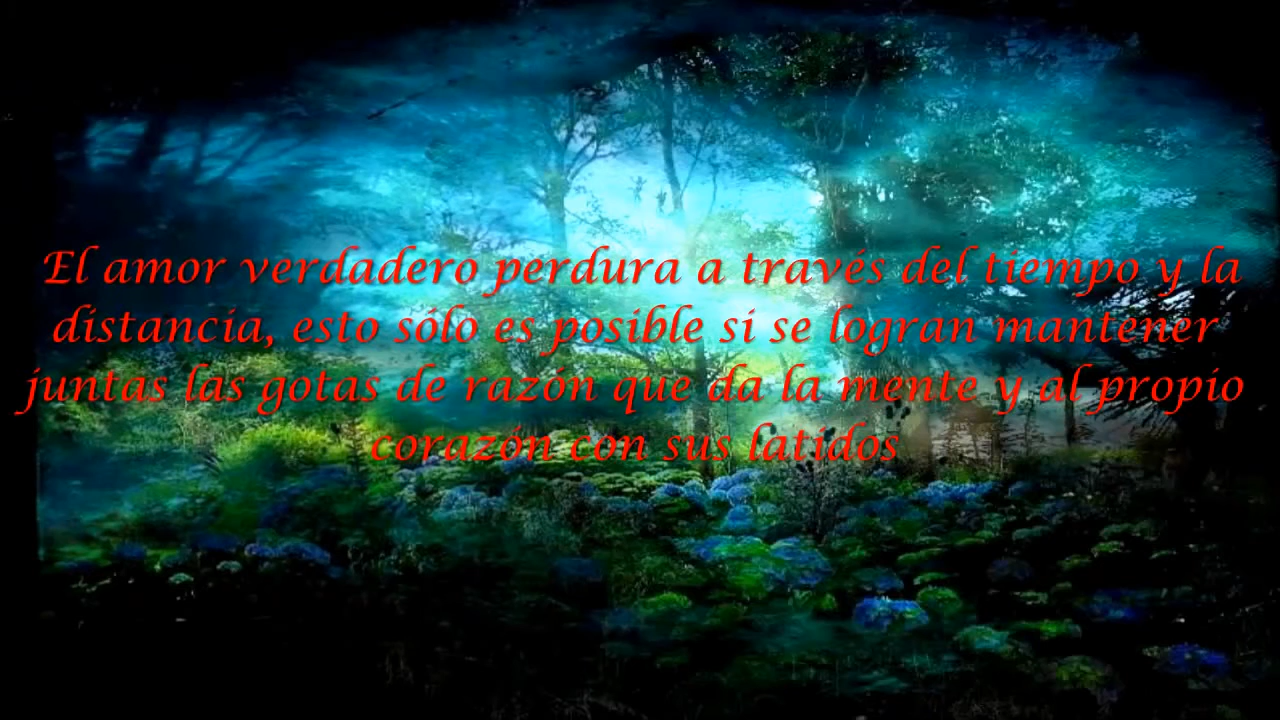 El amor verdadero perdura a través del tiempo y la
distancia, esto sólo es posible si se logran mantener
juntas las gotas de razón que da la mente y al propio
corazón con sus latidos